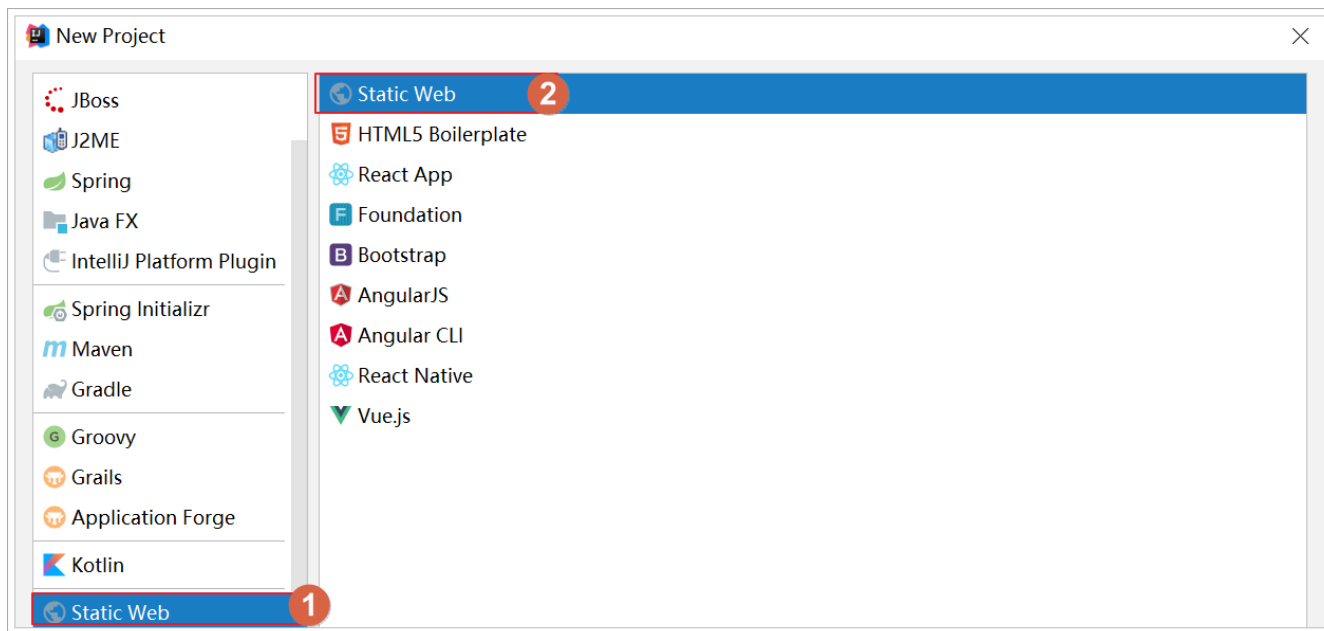 New Project
JBoss
J2ME
Spring
Java FX
IntelliJ Platform Plugin
Spring Initializr
Maven
Gradle
Groovy
Grails
Application Forge
Kotlin
Static Web 1
Static Web 2
HTML5 Boilerplate
React App
Foundation
Bootstrap
AngularJS
Angular CLI
React Native
Vue.js